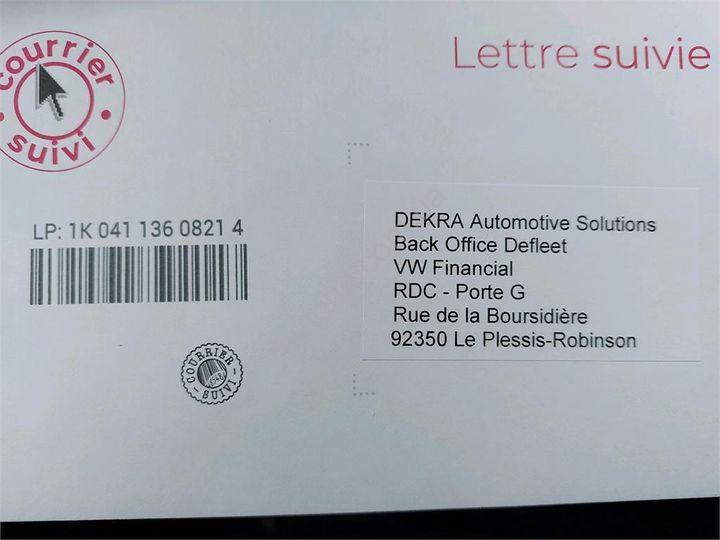 courrier
suivi
Lettre suivie
LP: 1K 041 136 0821 4
DEKRA Automotive Solutions
Back Office Defleet
VW Financial
RDC - Porte G
Rue de la Boursidière
92350 Le Plessis-Robinson
COURRIER
SUIVI